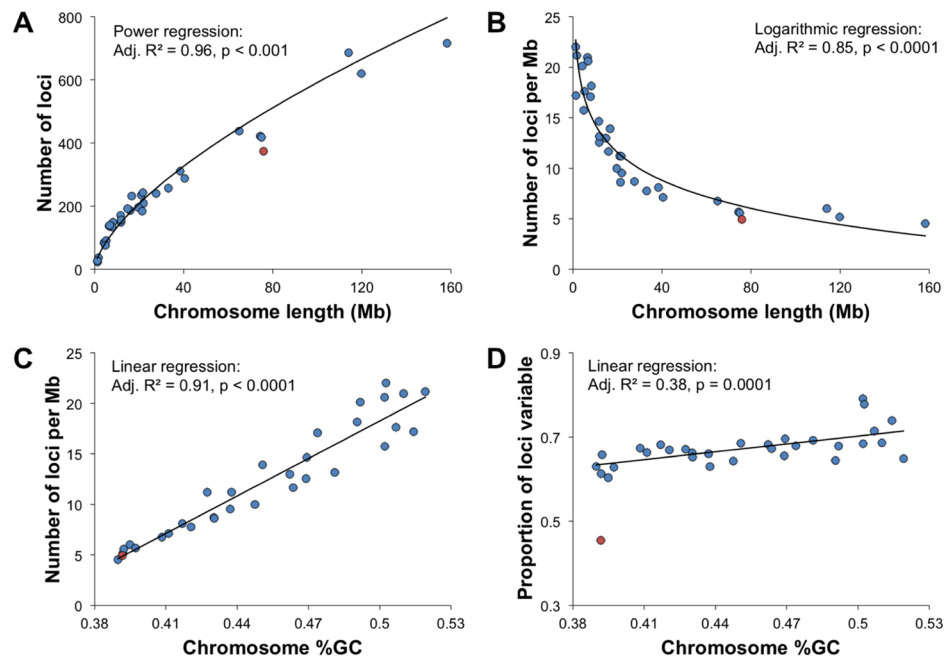 A
Power regression:
Adj. R² = 0.96, p < 0.001
Number of loci
800
600
400
200
0
0 40 80 120 160
Chromosome length (Mb)
B
Logarithmic regression:
Adj. R² = 0.85, p < 0.0001
Number of loci per Mb
25
20
15
10
5
0
0 40 80 120 160
Chromosome length (Mb)
C
Linear regression:
Adj. R² = 0.91, p < 0.0001
Number of loci per Mb
25
20
15
10
5
0
0.38 0.41 0.44 0.47 0.5 0.53
Chromosome %GC
D
Linear regression:
Adj. R² = 0.38, p = 0.0001
Proportion of loci variable
0.9
0.7
0.5
0.3
0.38 0.41 0.44 0.47 0.5 0.53
Chromosome %GC